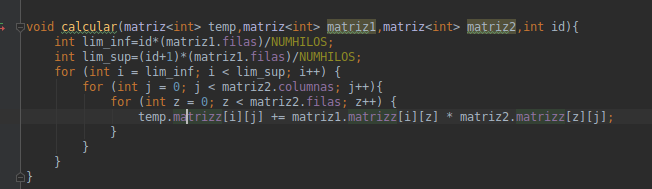 void calcular(matriz<int> temp,matriz<int> matriz1,matriz<int> matriz2,int id){
    int lim_inf=id*(matriz1.filas)/NUMHILOS;
    int lim_sup=(id+1)*(matriz1.filas)/NUMHILOS;
    for (int i = lim_inf; i < lim_sup; i++) {
        for (int j = 0; j < matriz2.columnas; j++){
            for (int z = 0; z < matriz2.filas; z++) {
                temp.matrizz[i][j] += matriz1.matrizz[i][z] * matriz2.matrizz[z][j];
            }
        }
    }
}